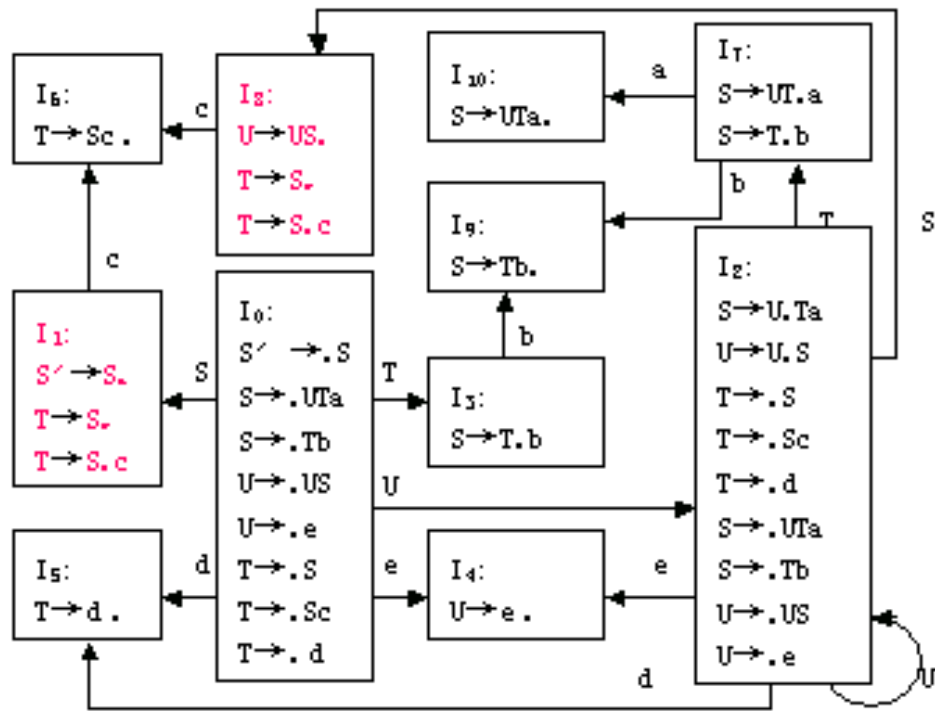 I₆:
T→Sc.
c
I₈:
U→US.
T→S.
T→S.c
I₁₀:
S→UTa.
a
I₇:
S→UT.a
S→T.b
b
T
S
I₉:
S→Tb.
c
I₁:
S′→S.
T→S.
T→S.c
S
I₀:
S′→.S
S→.UTa
S→.Tb
U→.US
U→.e
T→.S
T→.Sc
T→.d
T
b
I₃:
S→T.b
U
I₂:
S→U.Ta
U→U.S
T→.S
T→.Sc
T→.d
S→.UTa
S→.Tb
U→.US
U→.e
I₅:
T→d.
d
e
I₄:
U→e.
e
d
U